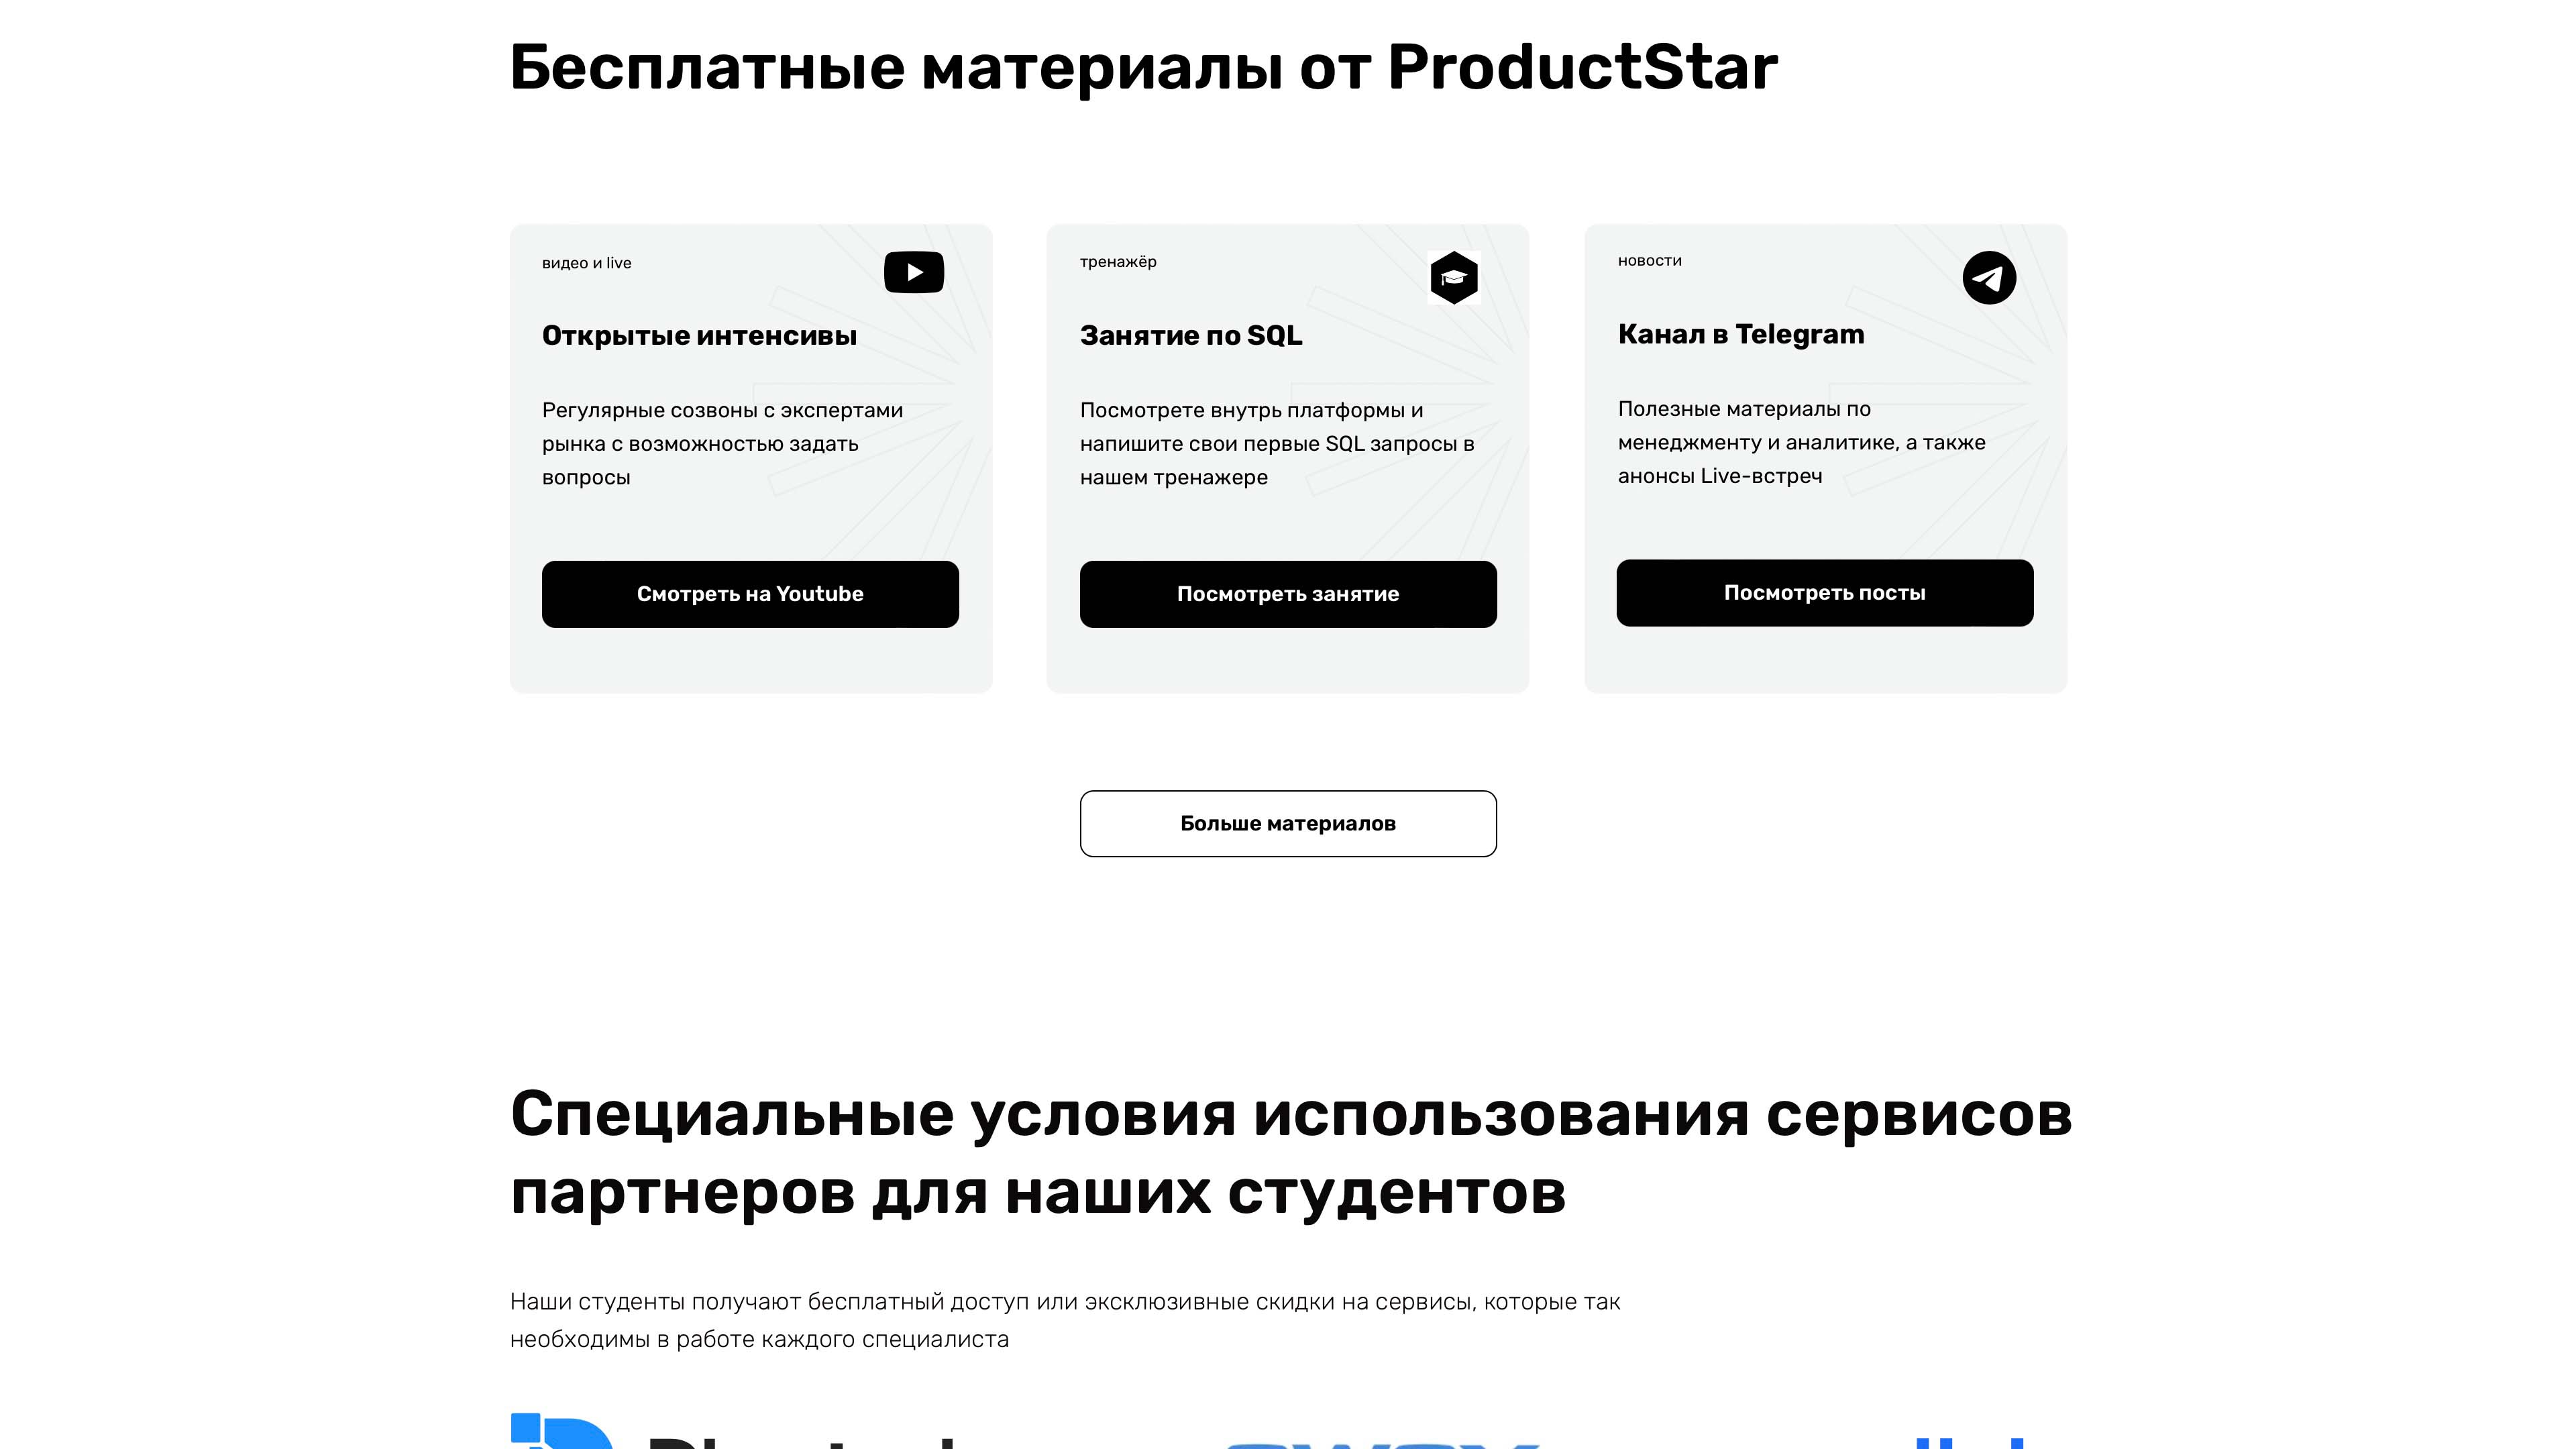 Бесплатные материалы от ProductStar
видео и live
Открытые интенсивы
Регулярные созвоны с экспертами
рынка с возможностью задать
вопросы
Смотреть на Youtube
тренажёр
Занятие по SQL
Посмотрете внутрь платформы и
напишите свои первые SQL запросы в
нашем тренажере
Посмотреть занятие
новости
Канал в Telegram
Полезные материалы по
менеджменту и аналитике, а также
анонсы Live-встреч
Посмотреть посты
Больше материалов
Специальные условия использования сервисов
партнеров для наших студентов
Наши студенты получают бесплатный доступ или эксклюзивные скидки на сервисы, которые так
необходимы в работе каждого специалиста